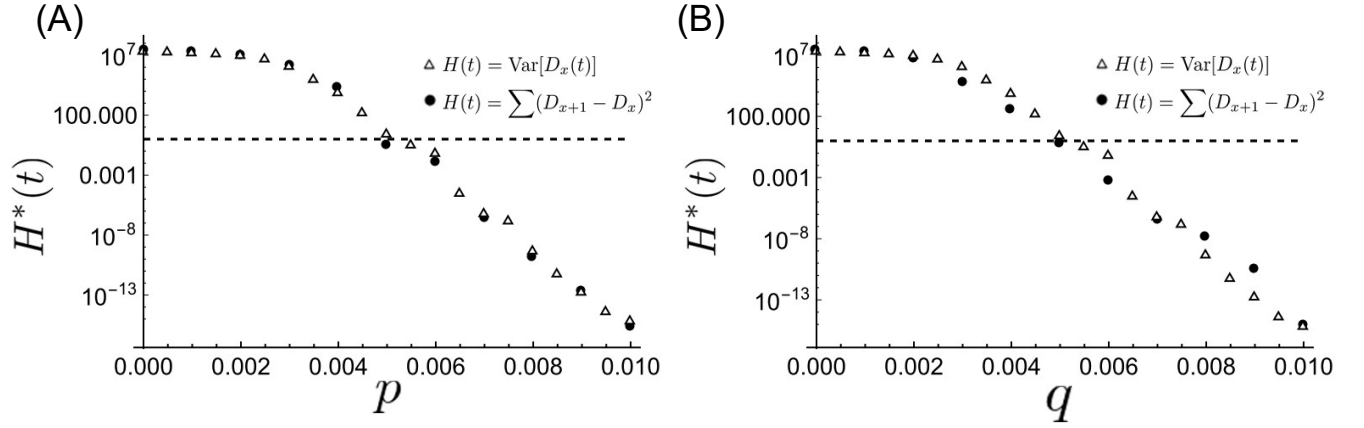 (A)
H*(t)
10^7
100.000
0.001
10^-8
10^-13
△ H(t) = Var[D_x(t)]
● H(t) = ∑(D_{x+1} − D_x)^2
0.000 0.002 0.004 0.006 0.008 0.010
p
(B)
H*(t)
10^7
100.000
0.001
10^-8
10^-13
△ H(t) = Var[D_x(t)]
● H(t) = ∑(D_{x+1} − D_x)^2
0.000 0.002 0.004 0.006 0.008 0.010
q